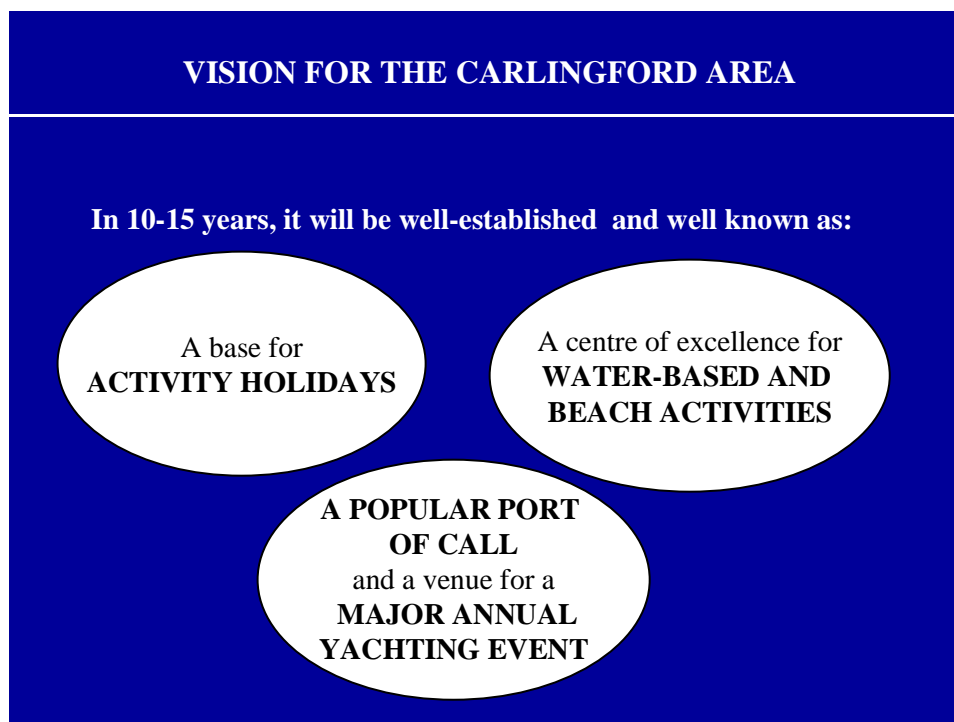 VISION FOR THE CARLINGFORD AREA
In 10-15 years, it will be well-established and well known as:
A base for
ACTIVITY HOLIDAYS
A centre of excellence for
WATER-BASED AND
BEACH ACTIVITIES
A POPULAR PORT
OF CALL
and a venue for a
MAJOR ANNUAL
YACHTING EVENT